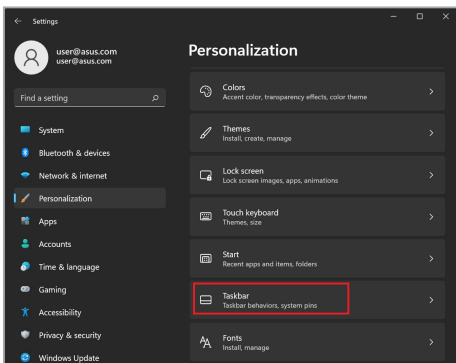 Settings
user@asus.com
user@asus.com
Find a setting
System
Bluetooth & devices
Network & internet
Personalization
Apps
Accounts
Time & language
Gaming
Accessibility
Privacy & security
Windows Update
Personalization
Colors
Accent color, transparency effects, color theme
Themes
Install, create, manage
Lock screen
Lock screen images, apps, animations
Touch keyboard
Themes, size
Start
Recent apps and items, folders
Taskbar
Taskbar behaviors, system pins
Fonts
Install, manage